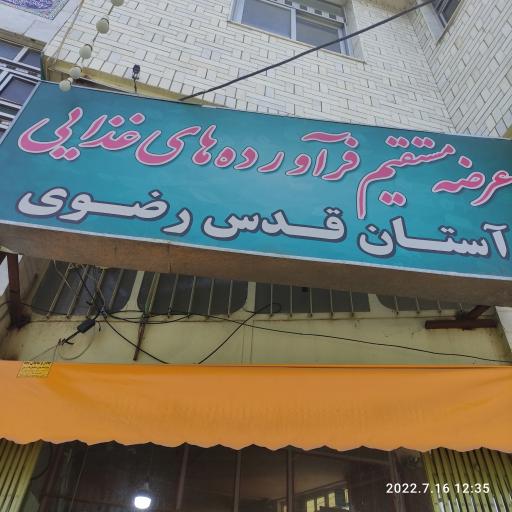 عرضه مستقیم فرآورده‌های غذایی
آستان قدس رضوی
2022.7.16 12:35